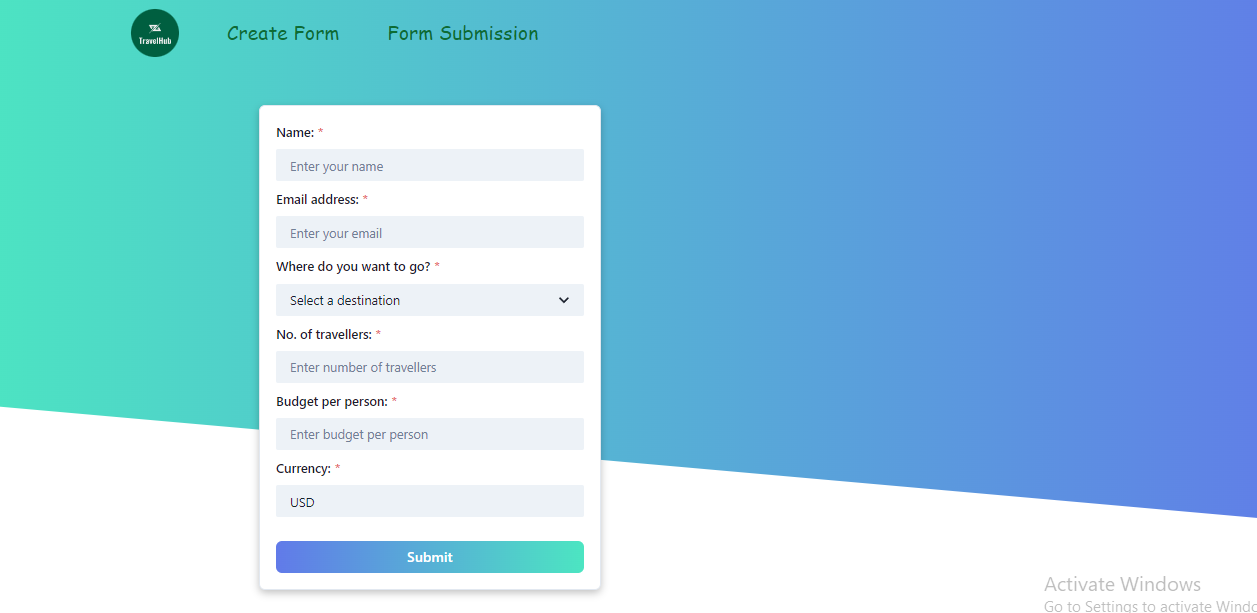 TravelHub
Create Form
Form Submission
Name: *
Enter your name
Email address: *
Enter your email
Where do you want to go? *
Select a destination
No. of travellers: *
Enter number of travellers
Budget per person: *
Enter budget per person
Currency: *
USD
Submit
Activate Windows
Go to Settings to activate Windo